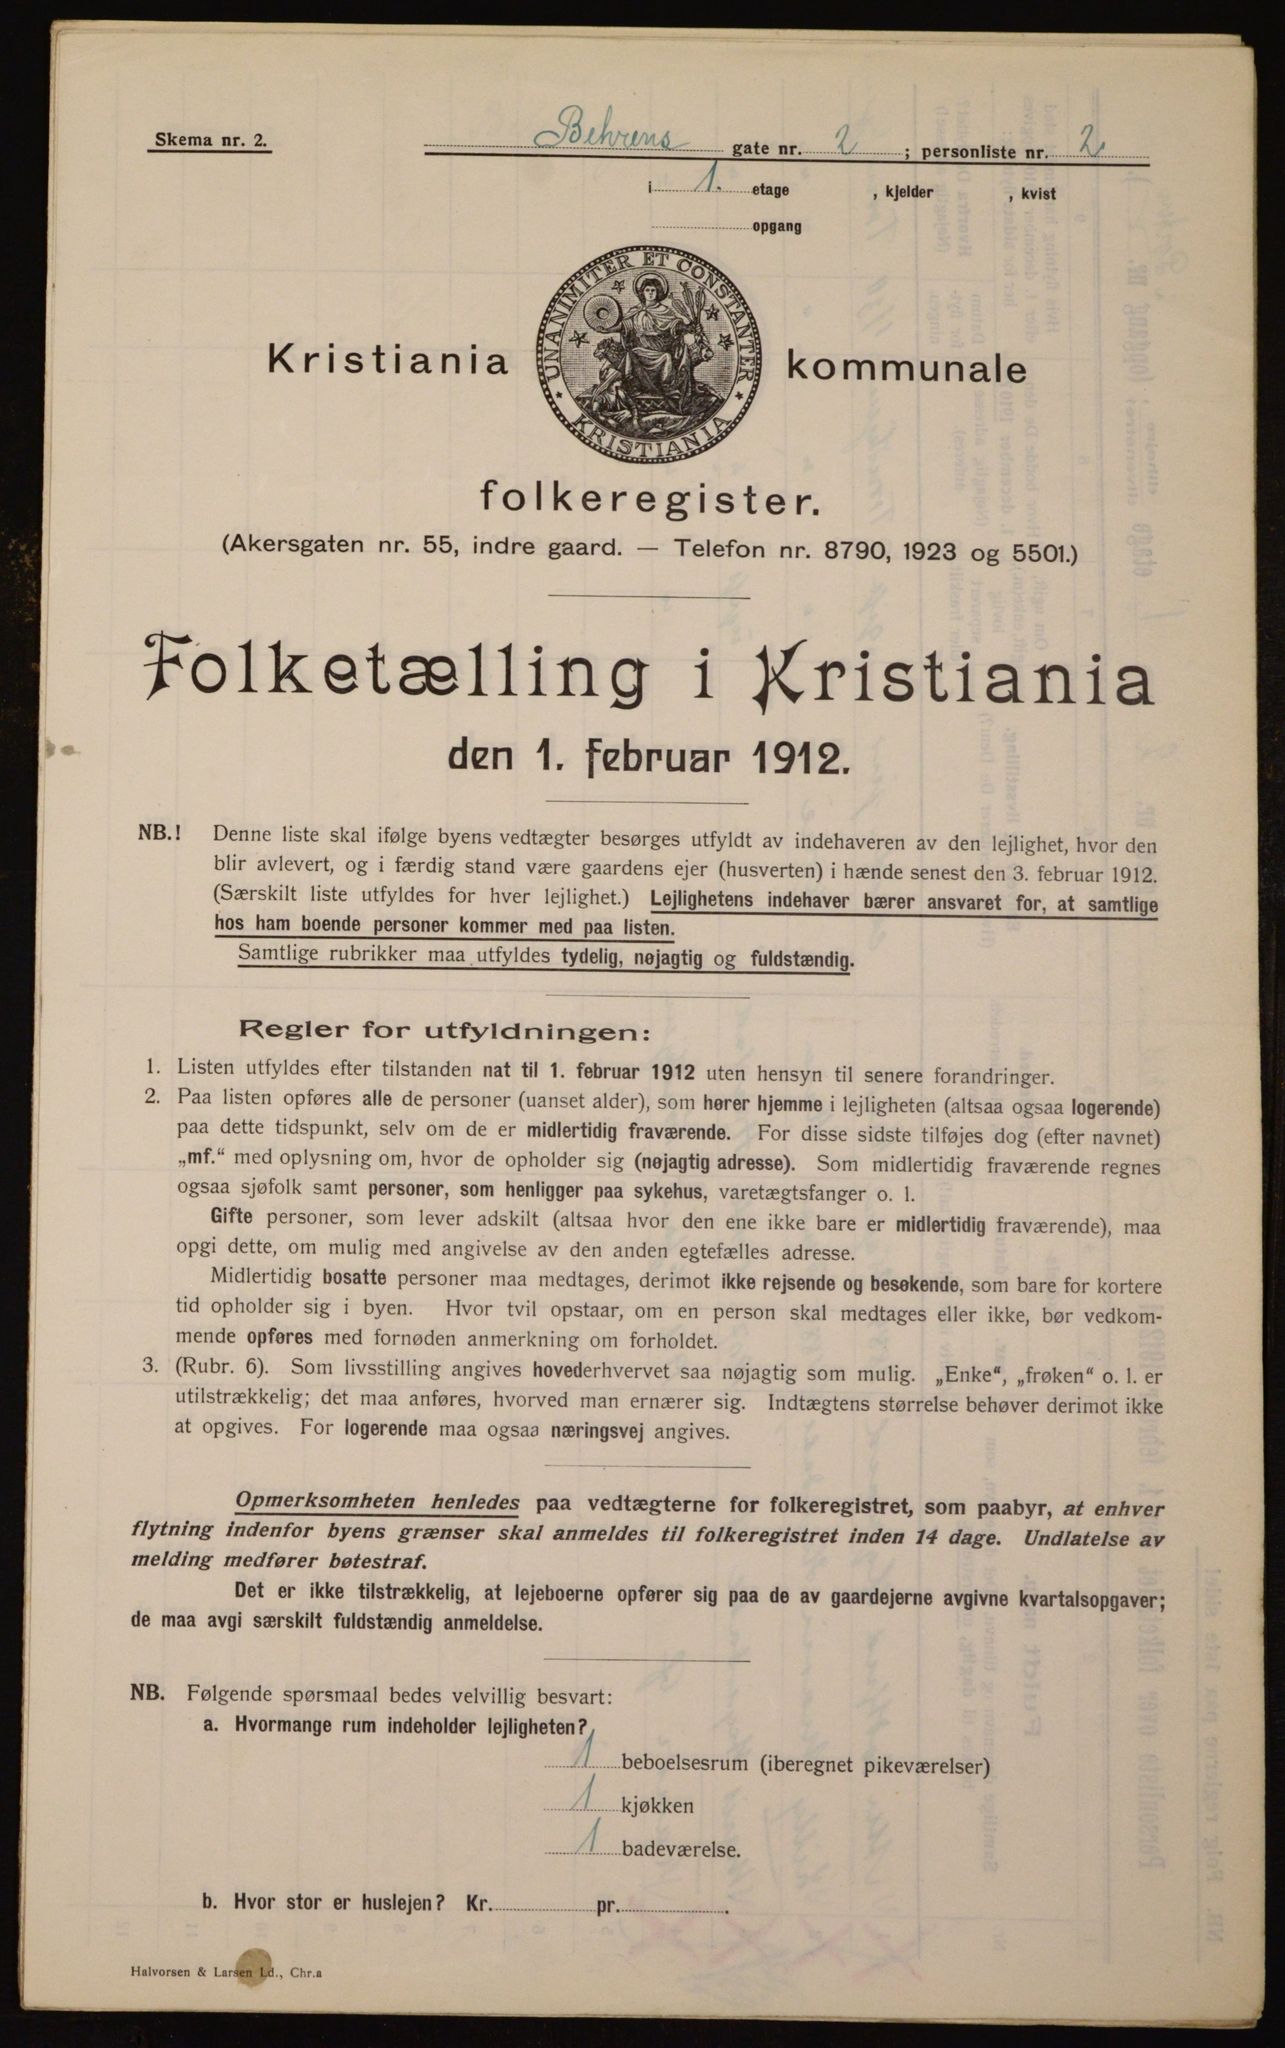 Skema nr. 2.
Behrens gate nr. 2 ; personliste nr. 2
i 1. etage , kjelder , kvist
opgang
UNANIMITER ET CONSTANTER
KRISTIANIA
Kristiania kommunale
folkeregister.
(Akersgaten nr. 55, indre gaard. — Telefon nr. 8790, 1923 og 5501.)
Folketælling i Kristiania
den 1. februar 1912.
NB.! Denne liste skal ifølge byens vedtægter besørges utfyldt av indehaveren av den lejlighet, hvor den
blir avlevert, og i færdig stand være gaardens ejer (husverten) i hænde senest den 3. februar 1912.
(Særskilt liste utfyldes for hver lejlighet.) Lejlighetens indehaver bærer ansvaret for, at samtlige
hos ham boende personer kommer med paa listen.
Samtlige rubrikker maa utfyldes tydelig, nøjagtig og fuldstændig.
Regler for utfyldningen:
1. Listen utfyldes efter tilstanden nat til 1. februar 1912 uten hensyn til senere forandringer.
2. Paa listen opføres alle de personer (uanset alder), som hører hjemme i lejligheten (altsaa ogsaa logerende)
paa dette tidspunkt, selv om de er midlertidig fraværende. For disse sidste tilføjes dog (efter navnet)
„mf.“ med oplysning om, hvor de opholder sig (nøjagtig adresse). Som midlertidig fraværende regnes
ogsaa sjøfolk samt personer, som henligger paa sykehus, varetægtsfanger o. l.
Gifte personer, som lever adskilt (altsaa hvor den ene ikke bare er midlertidig fraværende), maa
opgi dette, om mulig med angivelse av den anden egtefælles adresse.
Midlertidig bosatte personer maa medtages, derimot ikke rejsende og besøkende, som bare for kortere
tid opholder sig i byen. Hvor tvil opstaar, om en person skal medtages eller ikke, bør vedkom-
mende opføres med fornøden anmerkning om forholdet.
3. (Rubr. 6). Som livsstilling angives hovederhvervet saa nøjagtig som mulig. „Enke“, „frøken“ o. l. er
utilstrækkelig; det maa anføres, hvorved man ernærer sig. Indtægtens størrelse behøver derimot ikke
at opgives. For logerende maa ogsaa næringsvej angives.
Opmerksomheten henledes paa vedtægterne for folkeregistret, som paabyr, at enhver
flytning indenfor byens grænser skal anmeldes til folkeregistret inden 14 dage. Undlatelse av
melding medfører bøtestraf.
Det er ikke tilstrækkelig, at lejeboerne opfører sig paa de av gaardejerne avgivne kvartalsopgaver;
de maa avgi særskilt fuldstændig anmeldelse.
NB. Følgende spørsmaal bedes velvillig besvart:
a. Hvormange rum indeholder lejligheten?
1 beboelsesrum (iberegnet pikeværelser)
1 kjøkken
1 badeværelse.
b. Hvor stor er huslejen? Kr. pr. .
Halvorsen & Larsen Ld., Chr.a